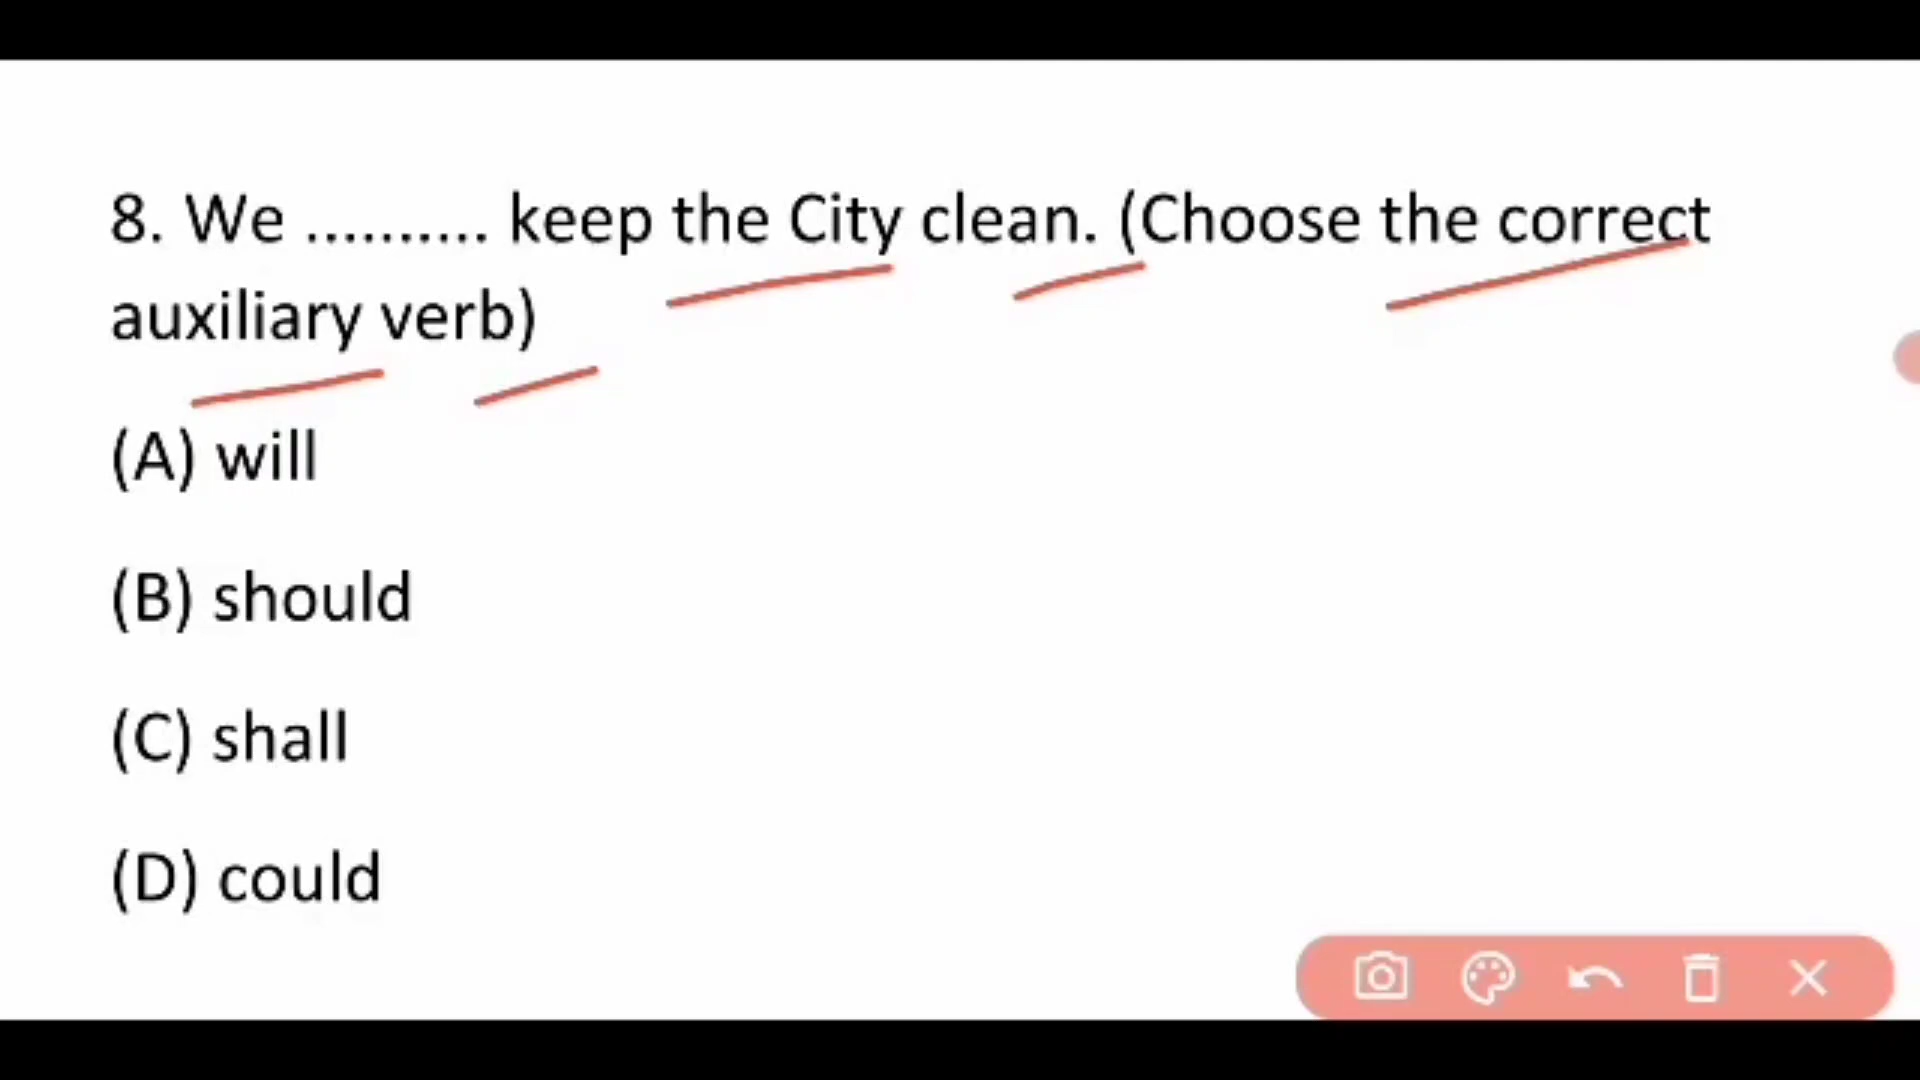 8. We .......... keep the City clean. (Choose the correct
auxiliary verb)
(A) will
(B) should
(C) shall
(D) could